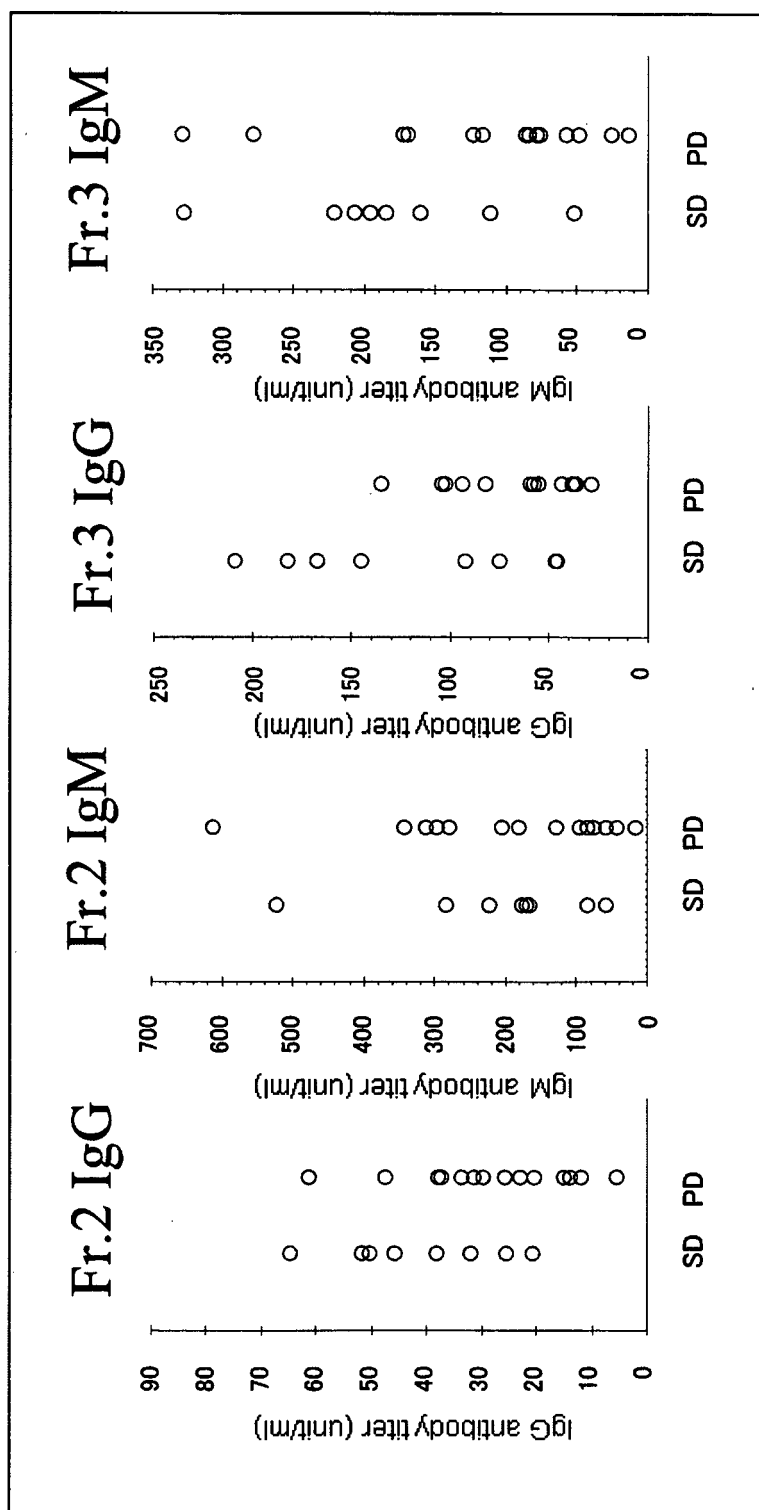 Fr.2 IgG
IgG antibody titer (unit/ml)
90
80
70
60
50
40
30
20
10
0
SD PD
Fr.2 IgM
IgM antibody titer (unit/ml)
700
600
500
400
300
200
100
0
SD PD
Fr.3 IgG
IgG antibody titer (unit/ml)
250
200
150
100
50
0
SD PD
Fr.3 IgM
IgM antibody titer (unit/ml)
350
300
250
200
150
100
50
0
SD PD